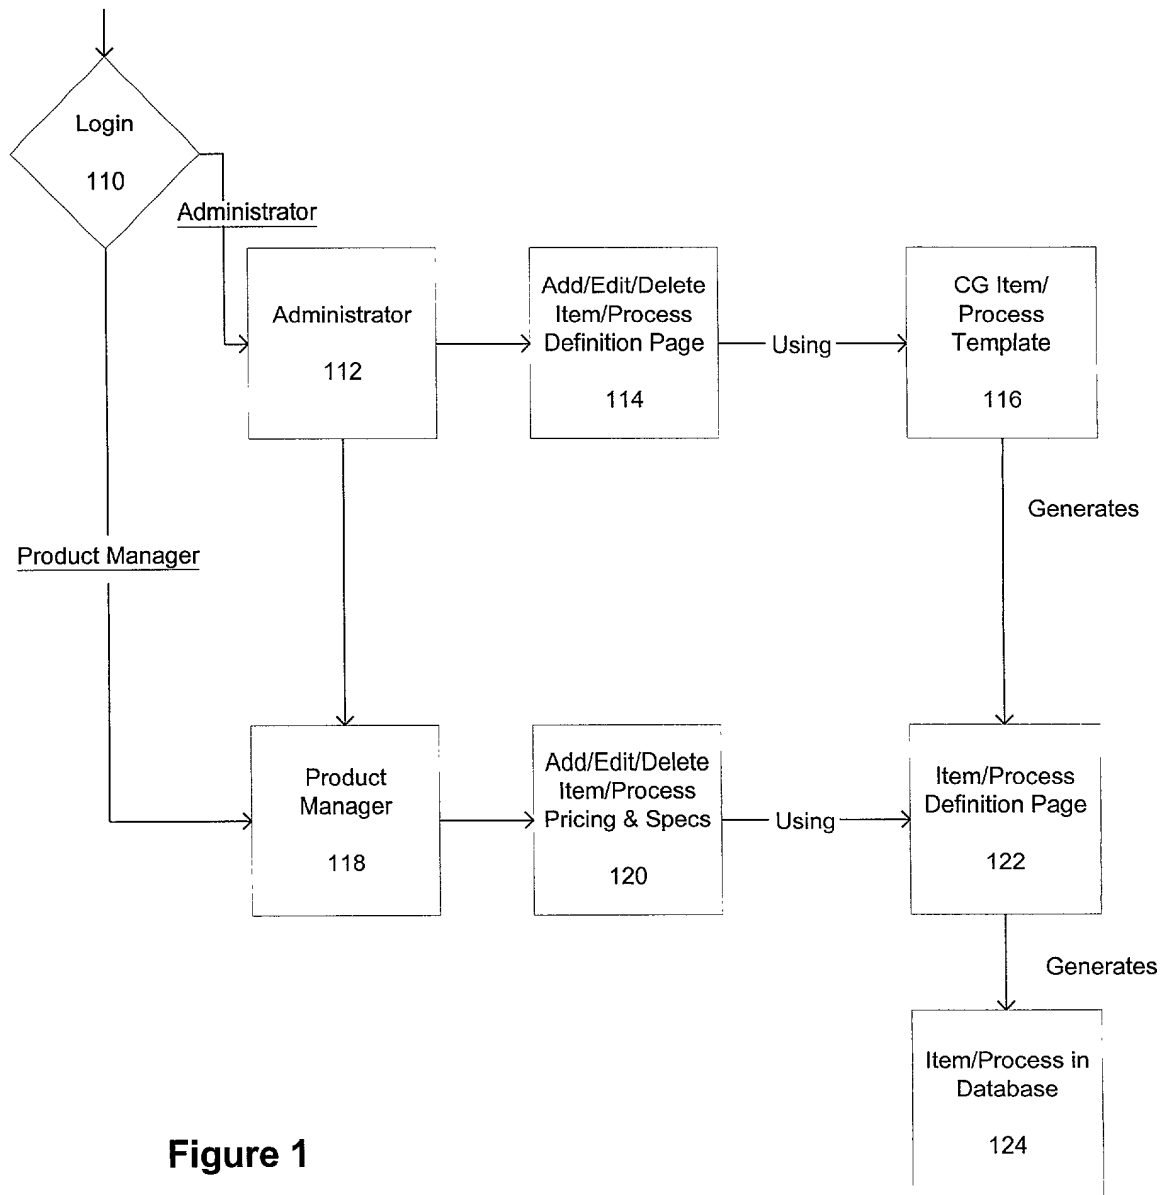 Login
110
Administrator
Administrator
112
Add/Edit/Delete
Item/Process
Definition Page
114
Using
CG Item/
Process
Template
116
Generates
Product Manager
Product
Manager
118
Add/Edit/Delete
Item/Process
Pricing & Specs
120
Using
Item/Process
Definition Page
122
Generates
Item/Process in
Database
124
Figure 1